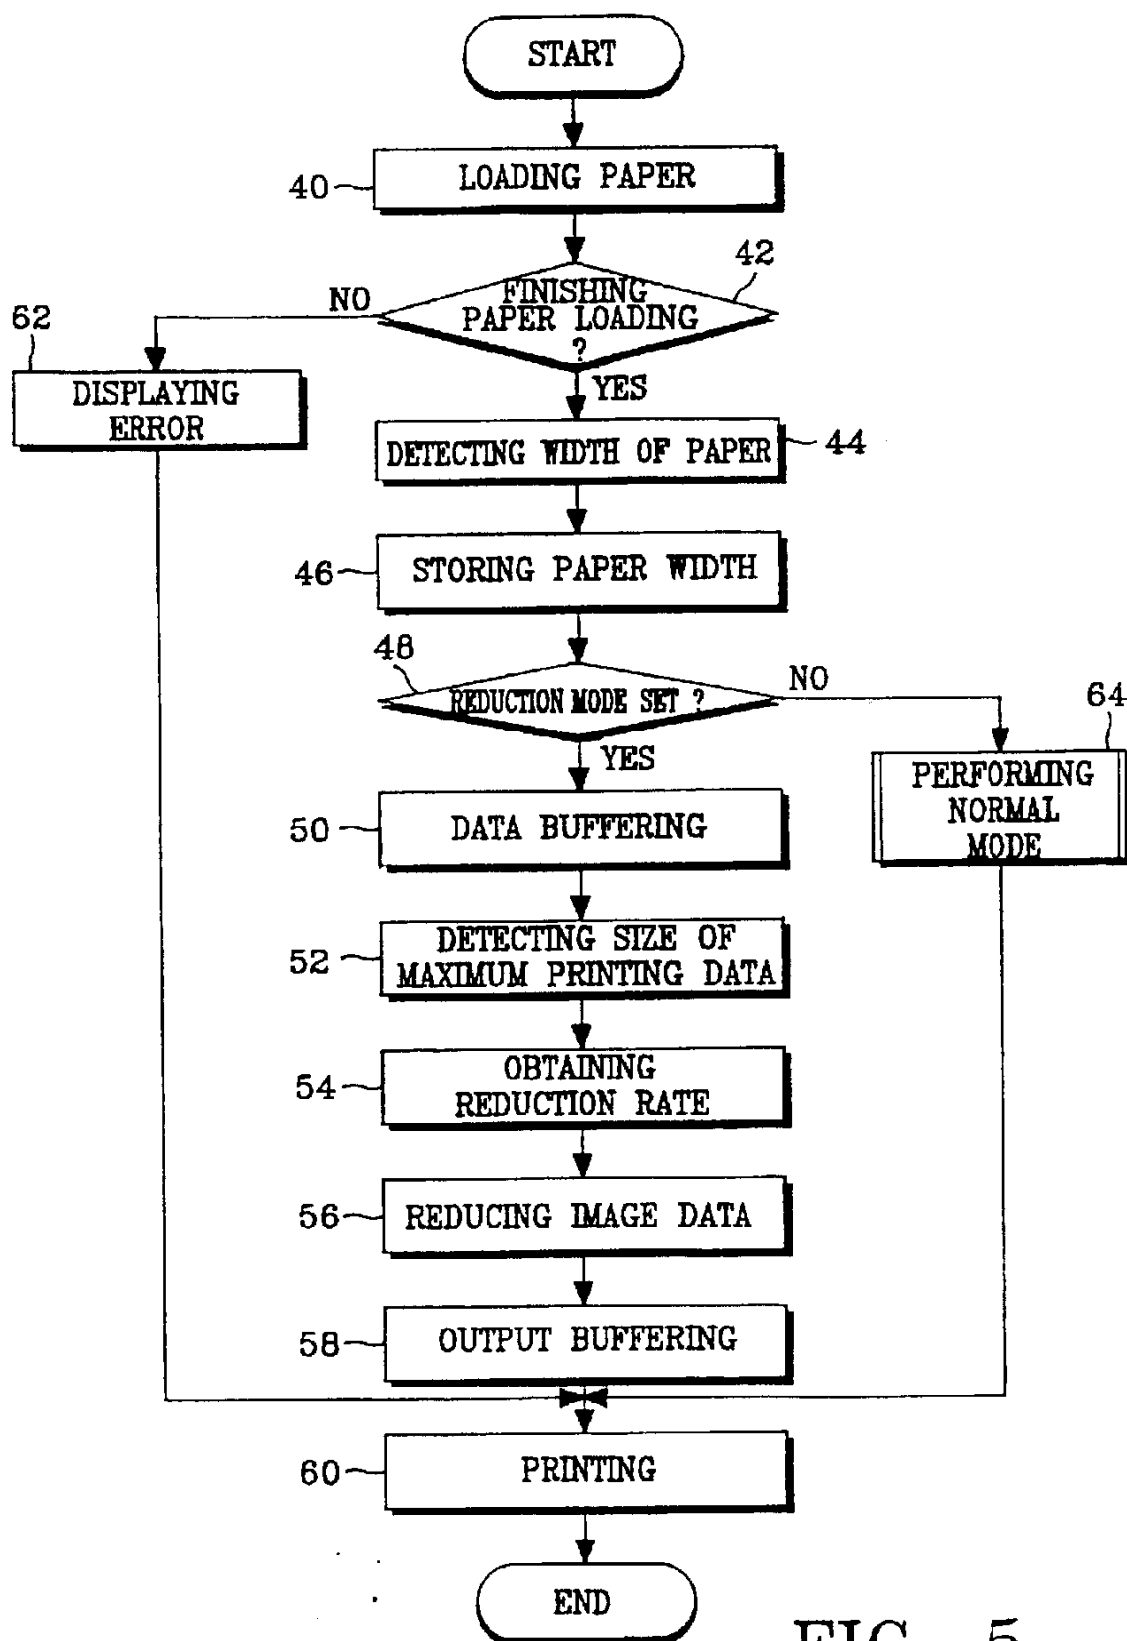 START
LOADING PAPER
40
42
FINISHING
PAPER LOADING
?
NO
62
DISPLAYING
ERROR
YES
DETECTING WIDTH OF PAPER
44
46
STORING PAPER WIDTH
48
REDUCTION MODE SET ?
NO
64
PERFORMING
NORMAL
MODE
YES
50
DATA BUFFERING
52
DETECTING SIZE OF
MAXIMUM PRINTING DATA
54
OBTAINING
REDUCTION RATE
56
REDUCING IMAGE DATA
58
OUTPUT BUFFERING
60
PRINTING
END
FIG. 5